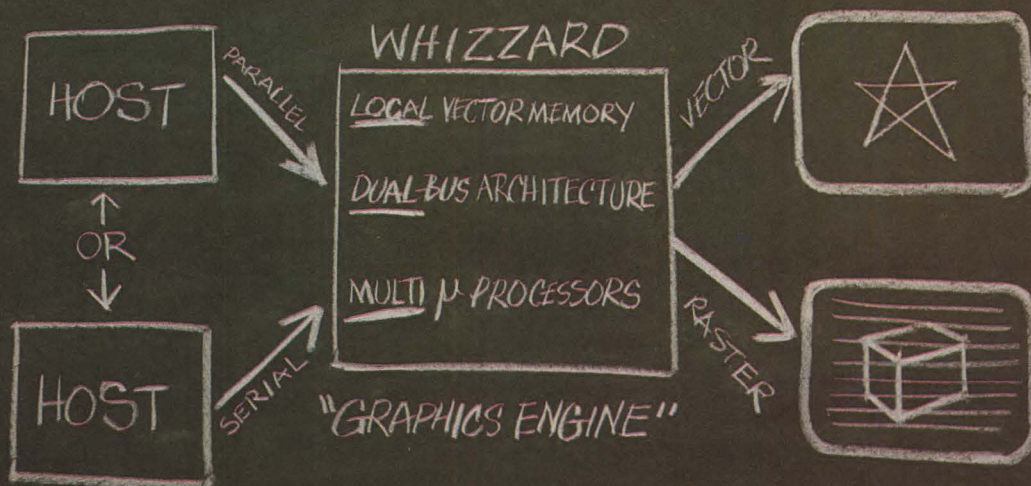 WHIZZARD
HOST
PARALLEL
LOCAL VECTOR MEMORY
DUAL-BUS ARCHITECTURE
MULTI µ PROCESSORS
VECTOR
OR
HOST
SERIAL
RASTER
"GRAPHICS ENGINE"